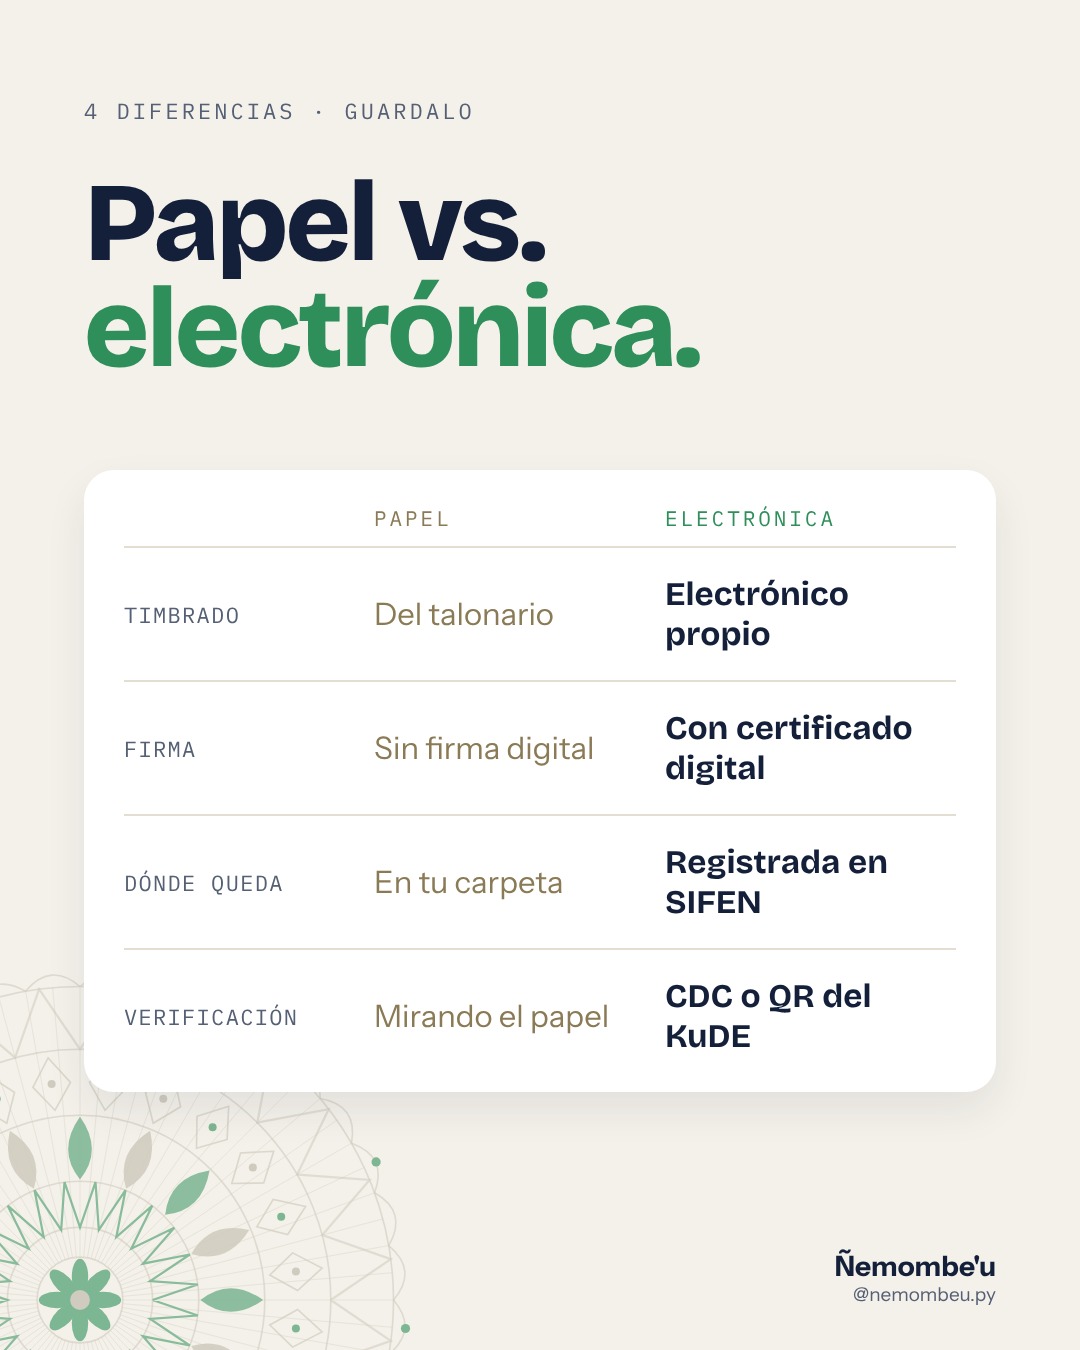 4 DIFERENCIAS · GUARDALO
Papel vs.
electrónica.
PAPEL ELECTRÓNICA
TIMBRADO Del talonario Electrónico
propio
FIRMA Sin firma digital Con certificado
digital
DÓNDE QUEDA En tu carpeta Registrada en
SIFEN
VERIFICACIÓN Mirando el papel CDC o QR del
KuDE
Ñemombe'u
@nemombeu.py